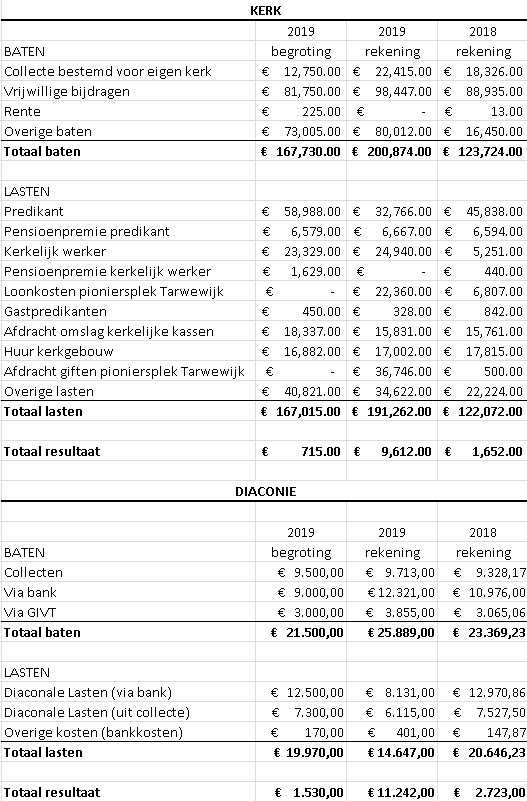 KERK
2019 2019 2018
BATEN begroting rekening rekening
Collecte bestemd voor eigen kerk € 12,750.00 € 22,415.00 € 18,326.00
Vrijwillige bijdragen € 81,750.00 € 98,447.00 € 88,935.00
Rente € 225.00 € - € 13.00
Overige baten € 73,005.00 € 80,012.00 € 16,450.00
Totaal baten € 167,730.00 € 200,874.00 € 123,724.00
LASTEN
Predikant € 58,988.00 € 32,766.00 € 45,838.00
Pensioenpremie predikant € 6,579.00 € 6,667.00 € 6,594.00
Kerkelijk werker € 23,329.00 € 24,940.00 € 5,251.00
Pensioenpremie kerkelijk werker € 1,629.00 € - € 440.00
Loonkosten pioniersplek Tarwewijk € - € 22,360.00 € 6,807.00
Gastpredikanten € 450.00 € 328.00 € 842.00
Afdracht omslag kerkelijke kassen € 18,337.00 € 15,831.00 € 15,761.00
Huur kerkgebouw € 16,882.00 € 17,002.00 € 17,815.00
Afdracht giften pioniersplek Tarwewijk € - € 36,746.00 € 500.00
Overige lasten € 40,821.00 € 34,622.00 € 22,224.00
Totaal lasten € 167,015.00 € 191,262.00 € 122,072.00
Totaal resultaat € 715.00 € 9,612.00 € 1,652.00
DIACONIE
2019 2019 2018
BATEN begroting rekening rekening
Collecten € 9.500,00 € 9.713,00 € 9.328,17
Via bank € 9.000,00 € 12.321,00 € 10.976,00
Via GIVT € 3.000,00 € 3.855,00 € 3.065,06
Totaal baten € 21.500,00 € 25.889,00 € 23.369,23
LASTEN
Diaconale Lasten (via bank) € 12.500,00 € 8.131,00 € 12.970,86
Diaconale Lasten (uit collecte) € 7.300,00 € 6.115,00 € 7.527,50
Overige kosten (bankkosten) € 170,00 € 401,00 € 147,87
Totaal lasten € 19.970,00 € 14.647,00 € 20.646,23
Totaal resultaat € 1.530,00 € 11.242,00 € 2.723,00